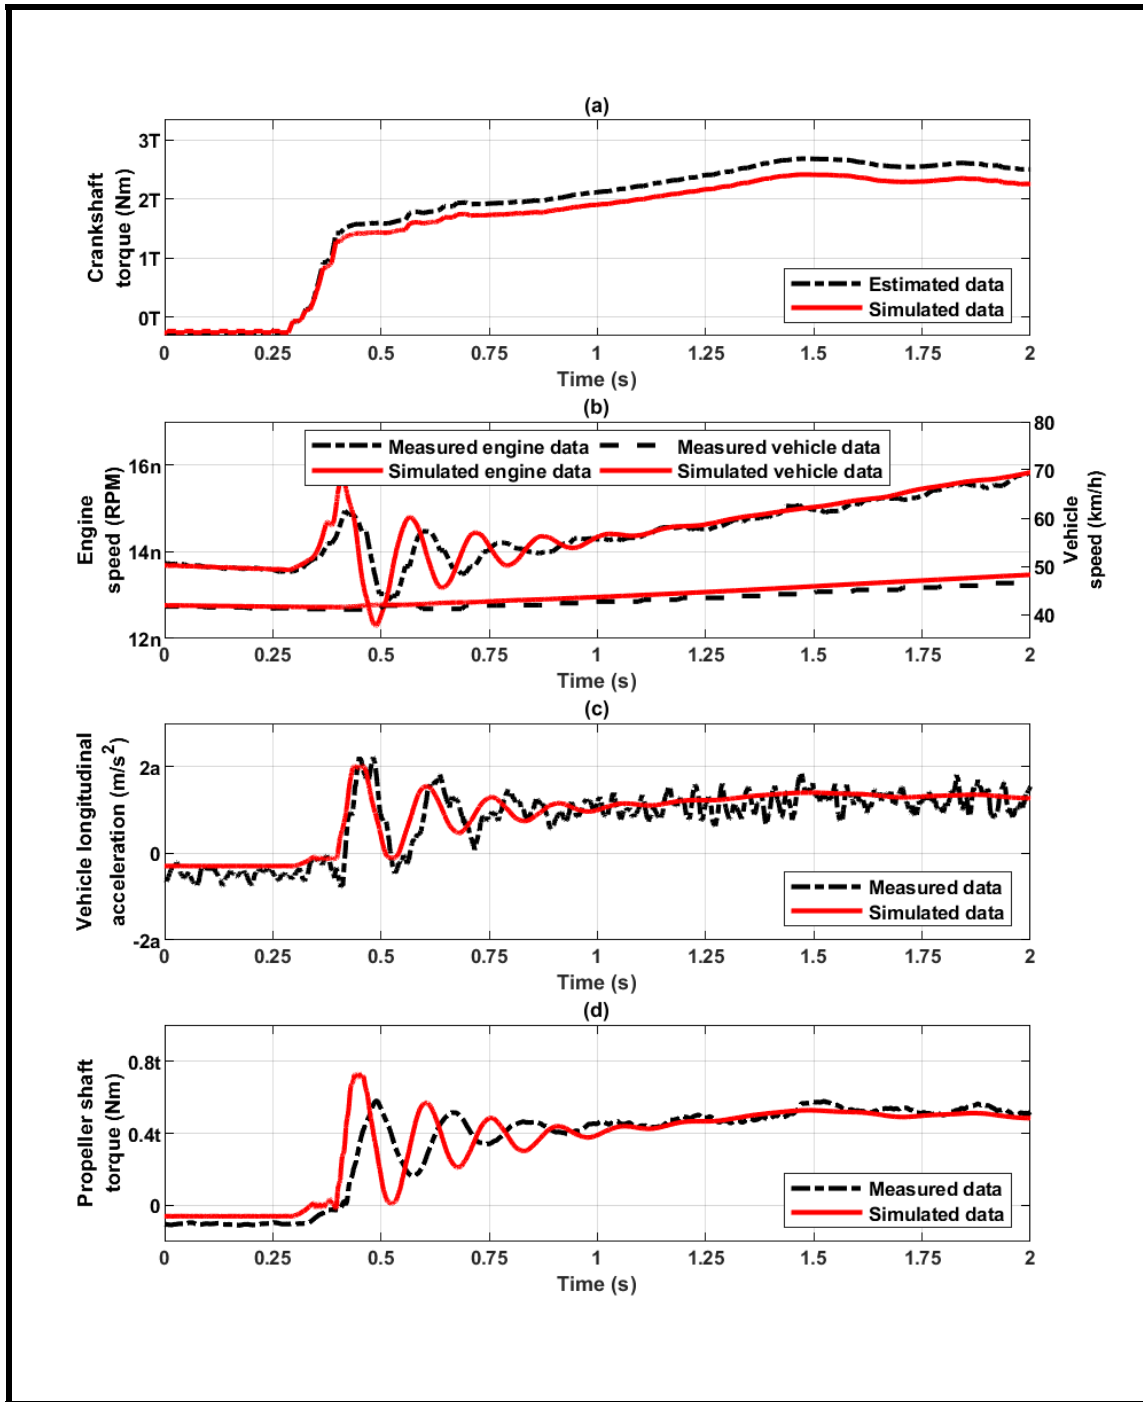 (a)
Crankshaft
torque (Nm)
3T
2T
1T
0T
Estimated data
Simulated data
0 0.25 0.5 0.75 1 1.25 1.5 1.75 2
Time (s)
(b)
Engine
speed (RPM)
16n
14n
12n
Measured engine data Measured vehicle data
Simulated engine data Simulated vehicle data
80
70
60
50
40
Vehicle
speed (km/h)
0 0.25 0.5 0.75 1 1.25 1.5 1.75 2
Time (s)
(c)
Vehicle longitudinal
acceleration (m/s²)
2a
0
-2a
Measured data
Simulated data
0 0.25 0.5 0.75 1 1.25 1.5 1.75 2
Time (s)
(d)
Propeller shaft
torque (Nm)
0.8t
0.4t
0
Measured data
Simulated data
0 0.25 0.5 0.75 1 1.25 1.5 1.75 2
Time (s)